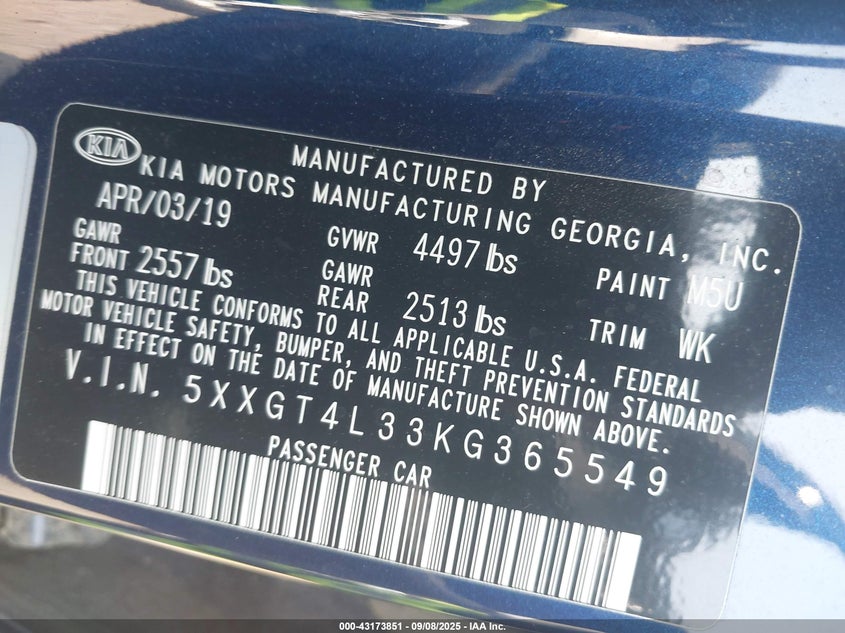 KIA
MANUFACTURED BY
KIA MOTORS MANUFACTURING GEORGIA, INC.
APR/03/19 GVWR 4497 lbs PAINT M5U
GAWR FRONT 2557 lbs GAWR REAR 2513 lbs TRIM WK
THIS VEHICLE CONFORMS TO ALL APPLICABLE U.S.A. FEDERAL
MOTOR VEHICLE SAFETY, BUMPER, AND THEFT PREVENTION STANDARDS
IN EFFECT ON THE DATE OF MANUFACTURE SHOWN ABOVE.
V.I.N. 5XXGT4L33KG365549
PASSENGER CAR
000-43173851 - 09/08/2025 - IAA Inc.